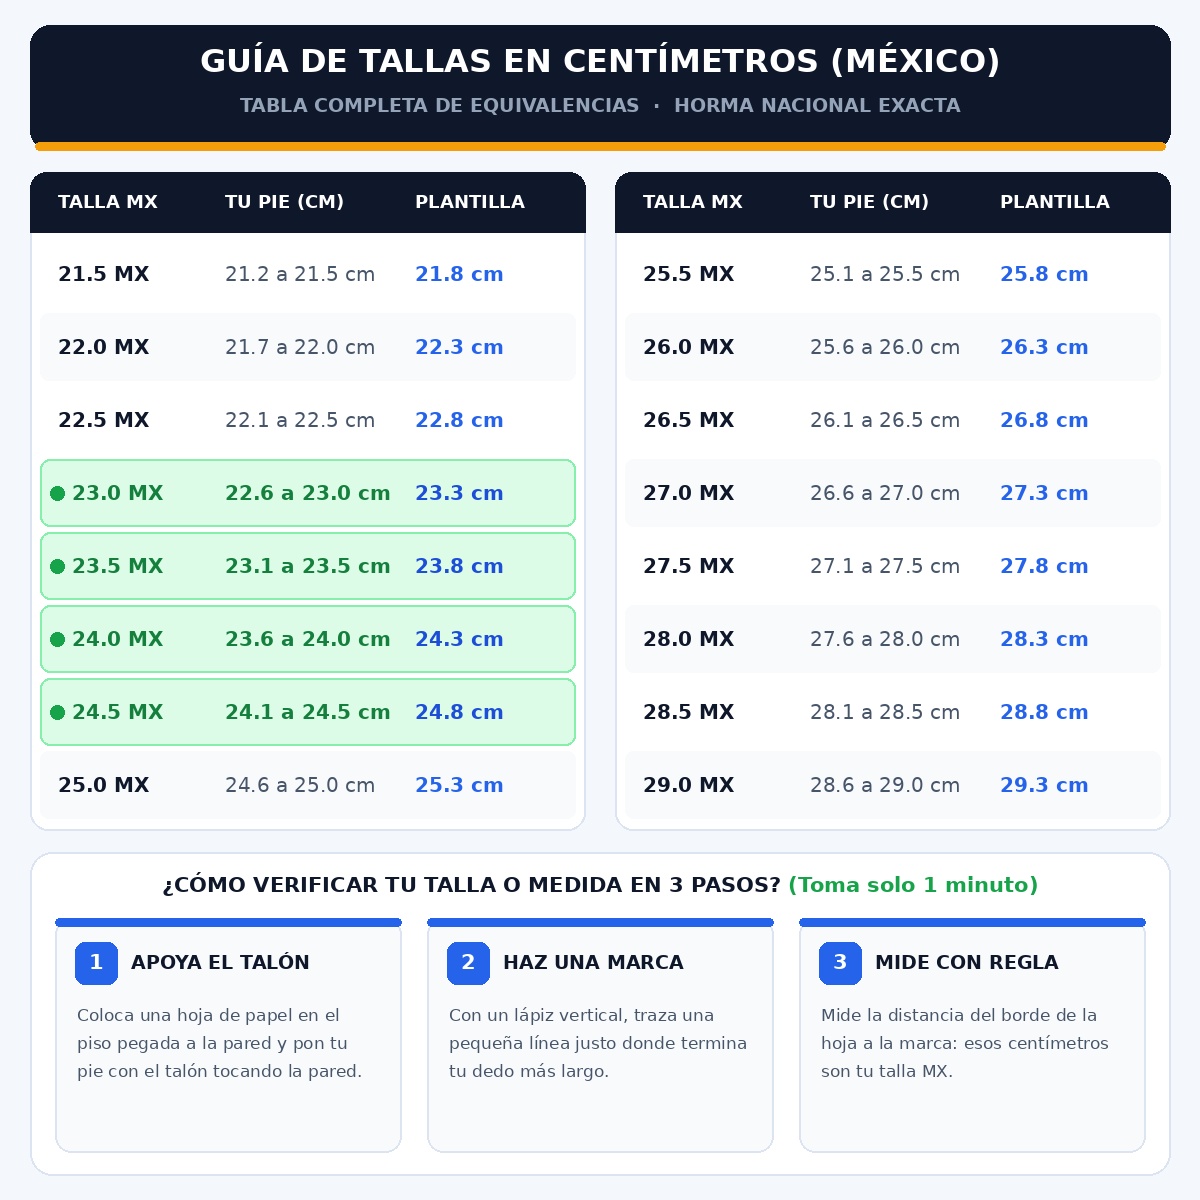 GUÍA DE TALLAS EN CENTÍMETROS (MÉXICO)
TABLA COMPLETA DE EQUIVALENCIAS · HORMA NACIONAL EXACTA
TALLA MX TU PIE (CM) PLANTILLA
21.5 MX 21.2 a 21.5 cm 21.8 cm
22.0 MX 21.7 a 22.0 cm 22.3 cm
22.5 MX 22.1 a 22.5 cm 22.8 cm
23.0 MX 22.6 a 23.0 cm 23.3 cm
23.5 MX 23.1 a 23.5 cm 23.8 cm
24.0 MX 23.6 a 24.0 cm 24.3 cm
24.5 MX 24.1 a 24.5 cm 24.8 cm
25.0 MX 24.6 a 25.0 cm 25.3 cm
TALLA MX TU PIE (CM) PLANTILLA
25.5 MX 25.1 a 25.5 cm 25.8 cm
26.0 MX 25.6 a 26.0 cm 26.3 cm
26.5 MX 26.1 a 26.5 cm 26.8 cm
27.0 MX 26.6 a 27.0 cm 27.3 cm
27.5 MX 27.1 a 27.5 cm 27.8 cm
28.0 MX 27.6 a 28.0 cm 28.3 cm
28.5 MX 28.1 a 28.5 cm 28.8 cm
29.0 MX 28.6 a 29.0 cm 29.3 cm
¿CÓMO VERIFICAR TU TALLA O MEDIDA EN 3 PASOS? (Toma solo 1 minuto)
1 APOYA EL TALÓN
Coloca una hoja de papel en el
piso pegada a la pared y pon tu
pie con el talón tocando la pared.
2 HAZ UNA MARCA
Con un lápiz vertical, traza una
pequeña línea justo donde termina
tu dedo más largo.
3 MIDE CON REGLA
Mide la distancia del borde de la
hoja a la marca: esos centímetros
son tu talla MX.